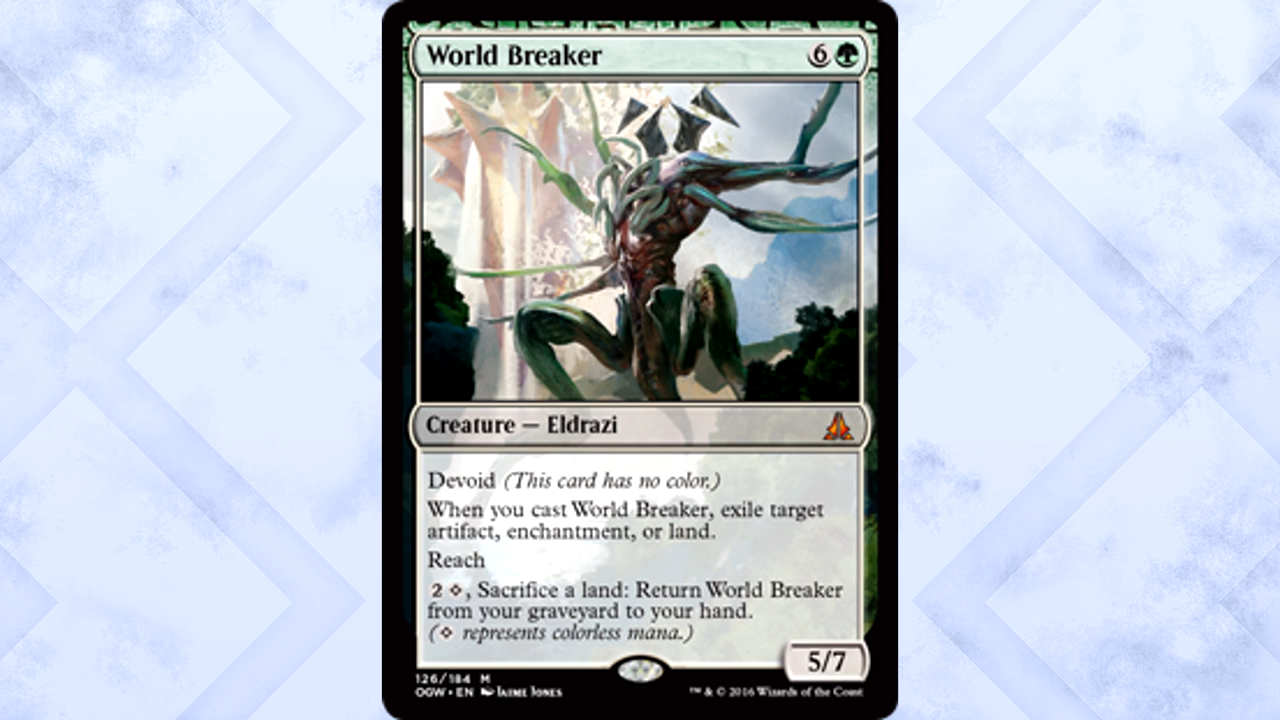 World Breaker 6
Creature — Eldrazi
Devoid (This card has no color.)
When you cast World Breaker, exile target
artifact, enchantment, or land.
Reach
2 ◇, Sacrifice a land: Return World Breaker
from your graveyard to your hand.
(◇ represents colorless mana.)
5/7
126/184 M
OGW • EN Jaime Jones
™ & © 2016 Wizards of the Coast